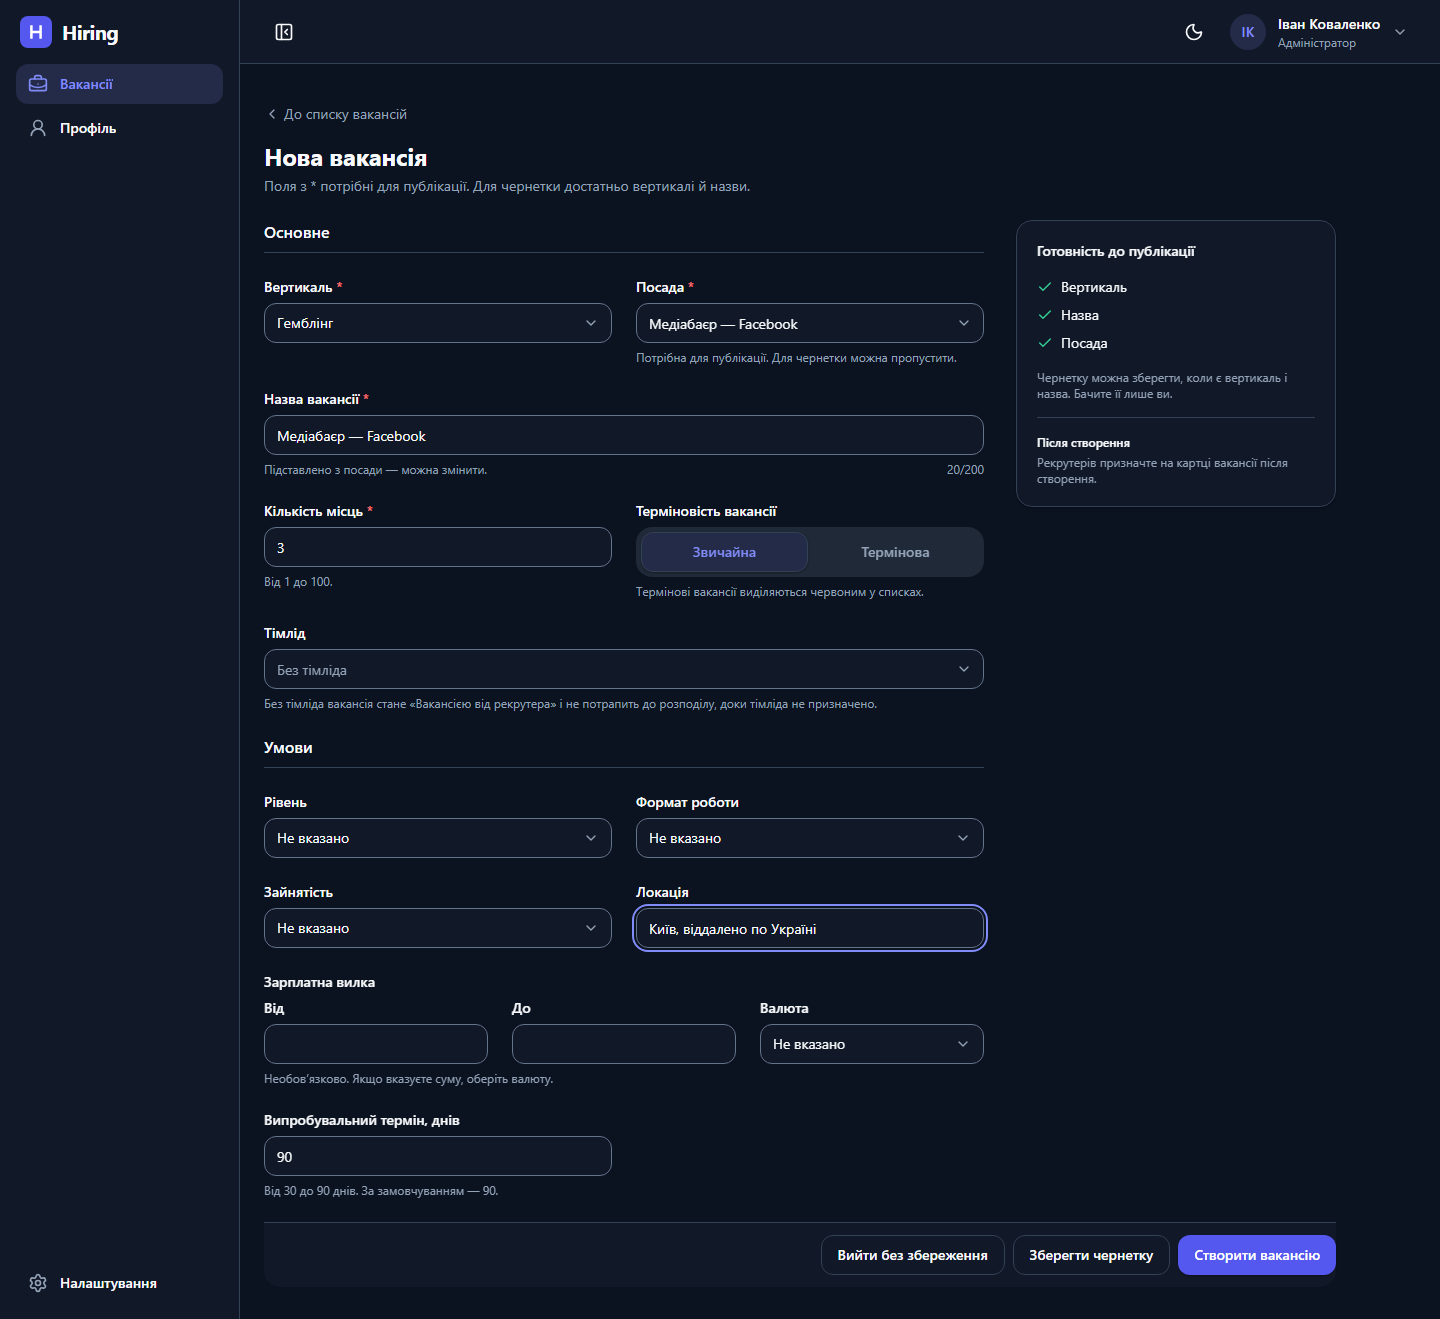 H Hiring
Вакансії
Профіль
Налаштування
ІК
Іван Коваленко
Адміністратор
До списку вакансій
Нова вакансія
Поля з * потрібні для публікації. Для чернетки достатньо вертикалі й назви.
Основне
Вертикаль *
Гемблінг
Посада *
Медіабаєр — Facebook
Потрібна для публікації. Для чернетки можна пропустити.
Назва вакансії *
Медіабаєр — Facebook
Підставлено з посади — можна змінити.
20/200
Кількість місць *
3
Від 1 до 100.
Терміновість вакансії
Звичайна
Термінова
Термінові вакансії виділяються червоним у списках.
Тімлід
Без тімліда
Без тімліда вакансія стане «Вакансією від рекрутера» і не потрапить до розподілу, доки тімліда не призначено.
Умови
Рівень
Не вказано
Формат роботи
Не вказано
Зайнятість
Не вказано
Локація
Київ, віддалено по Україні
Зарплатна вилка
Від
До
Валюта
Не вказано
Необов'язково. Якщо вказуєте суму, оберіть валюту.
Випробувальний термін, днів
90
Від 30 до 90 днів. За замовчуванням — 90.
Готовність до публікації
Вертикаль
Назва
Посада
Чернетку можна зберегти, коли є вертикаль і
назва. Бачите її лише ви.
Після створення
Рекрутерів призначте на картці вакансії після
створення.
Вийти без збереження
Зберегти чернетку
Створити вакансію